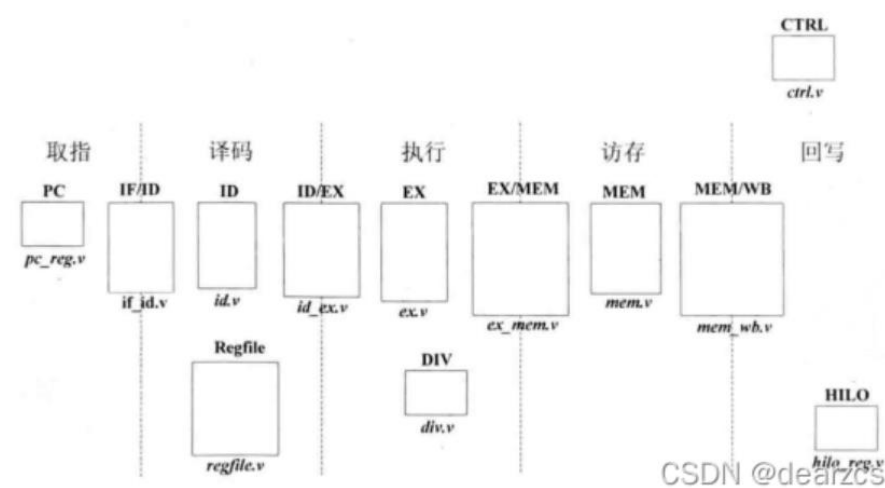 CTRL
ctrl.v
取指 译码 执行 访存 回写
PC IF/ID ID ID/EX EX EX/MEM MEM MEM/WB
pc_reg.v if_id.v id.v id_ex.v ex.v ex_mem.v mem.v mem_wb.v
Regfile
regfile.v
DIV
div.v
HILO
hilo_reg.v
CSDN @dearzcs